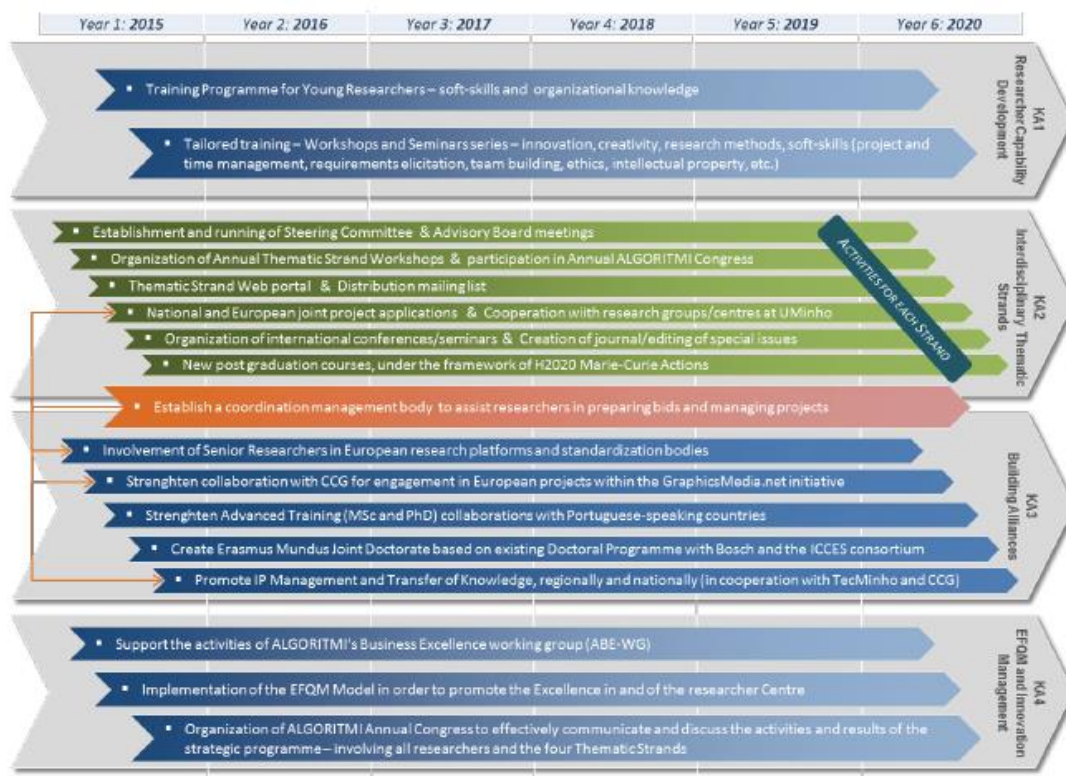 Year 1: 2015
Year 2: 2016
Year 3: 2017
Year 4: 2018
Year 5: 2019
Year 6: 2020
▪ Training Programme for Young Researchers – soft-skills and organizational knowledge
▪ Tailored training – Workshops and Seminars series – innovation, creativity, research methods, soft-skills (project and
time management, requirements elicitation, team building, ethics, intellectual property, etc.)
KA1
Researcher Capability
Development
▪ Establishment and running of Steering Committee & Advisory Board meetings
▪ Organization of Annual Thematic Strand Workshops & participation in Annual ALGORITMI Congress
▪ Thematic Strand Web portal & Distribution mailing list
▪ National and European joint project applications & Cooperation wiith research groups/centres at UMinho
▪ Organization of international conferences/seminars & Creation of journal/editing of special issues
▪ New post graduation courses, under the framework of H2020 Marie-Curie Actions
ACTIVITIES FOR EACH STRAND
KA2
Interdisciplinary Thematic
Strands
▪ Establish a coordination management body to assist researchers in preparing bids and managing projects
▪ Involvement of Senior Researchers in European research platforms and standardization bodies
▪ Strenghten collaboration with CCG for engagement in European projects within the GraphicsMedia.net initiative
▪ Strenghten Advanced Training (MSc and PhD) collaborations with Portuguese-speaking countries
▪ Create Erasmus Mundus Joint Doctorate based on existing Doctoral Programme with Bosch and the ICCES consortium
▪ Promote IP Management and Transfer of Knowledge, regionally and nationally (in cooperation with TecMinho and CCG)
KA3
Building Alliances
▪ Support the activities of ALGORITMI's Business Excellence working group (ABE-WG)
▪ Implementation of the EFQM Model in order to promote the Excellence in and of the researcher Centre
▪ Organization of ALGORITMI Annual Congress to effectively communicate and discuss the activities and results of the
strategic programme – involving all researchers and the four Thematic Strands
KA4
EFQM and Innovation
Management